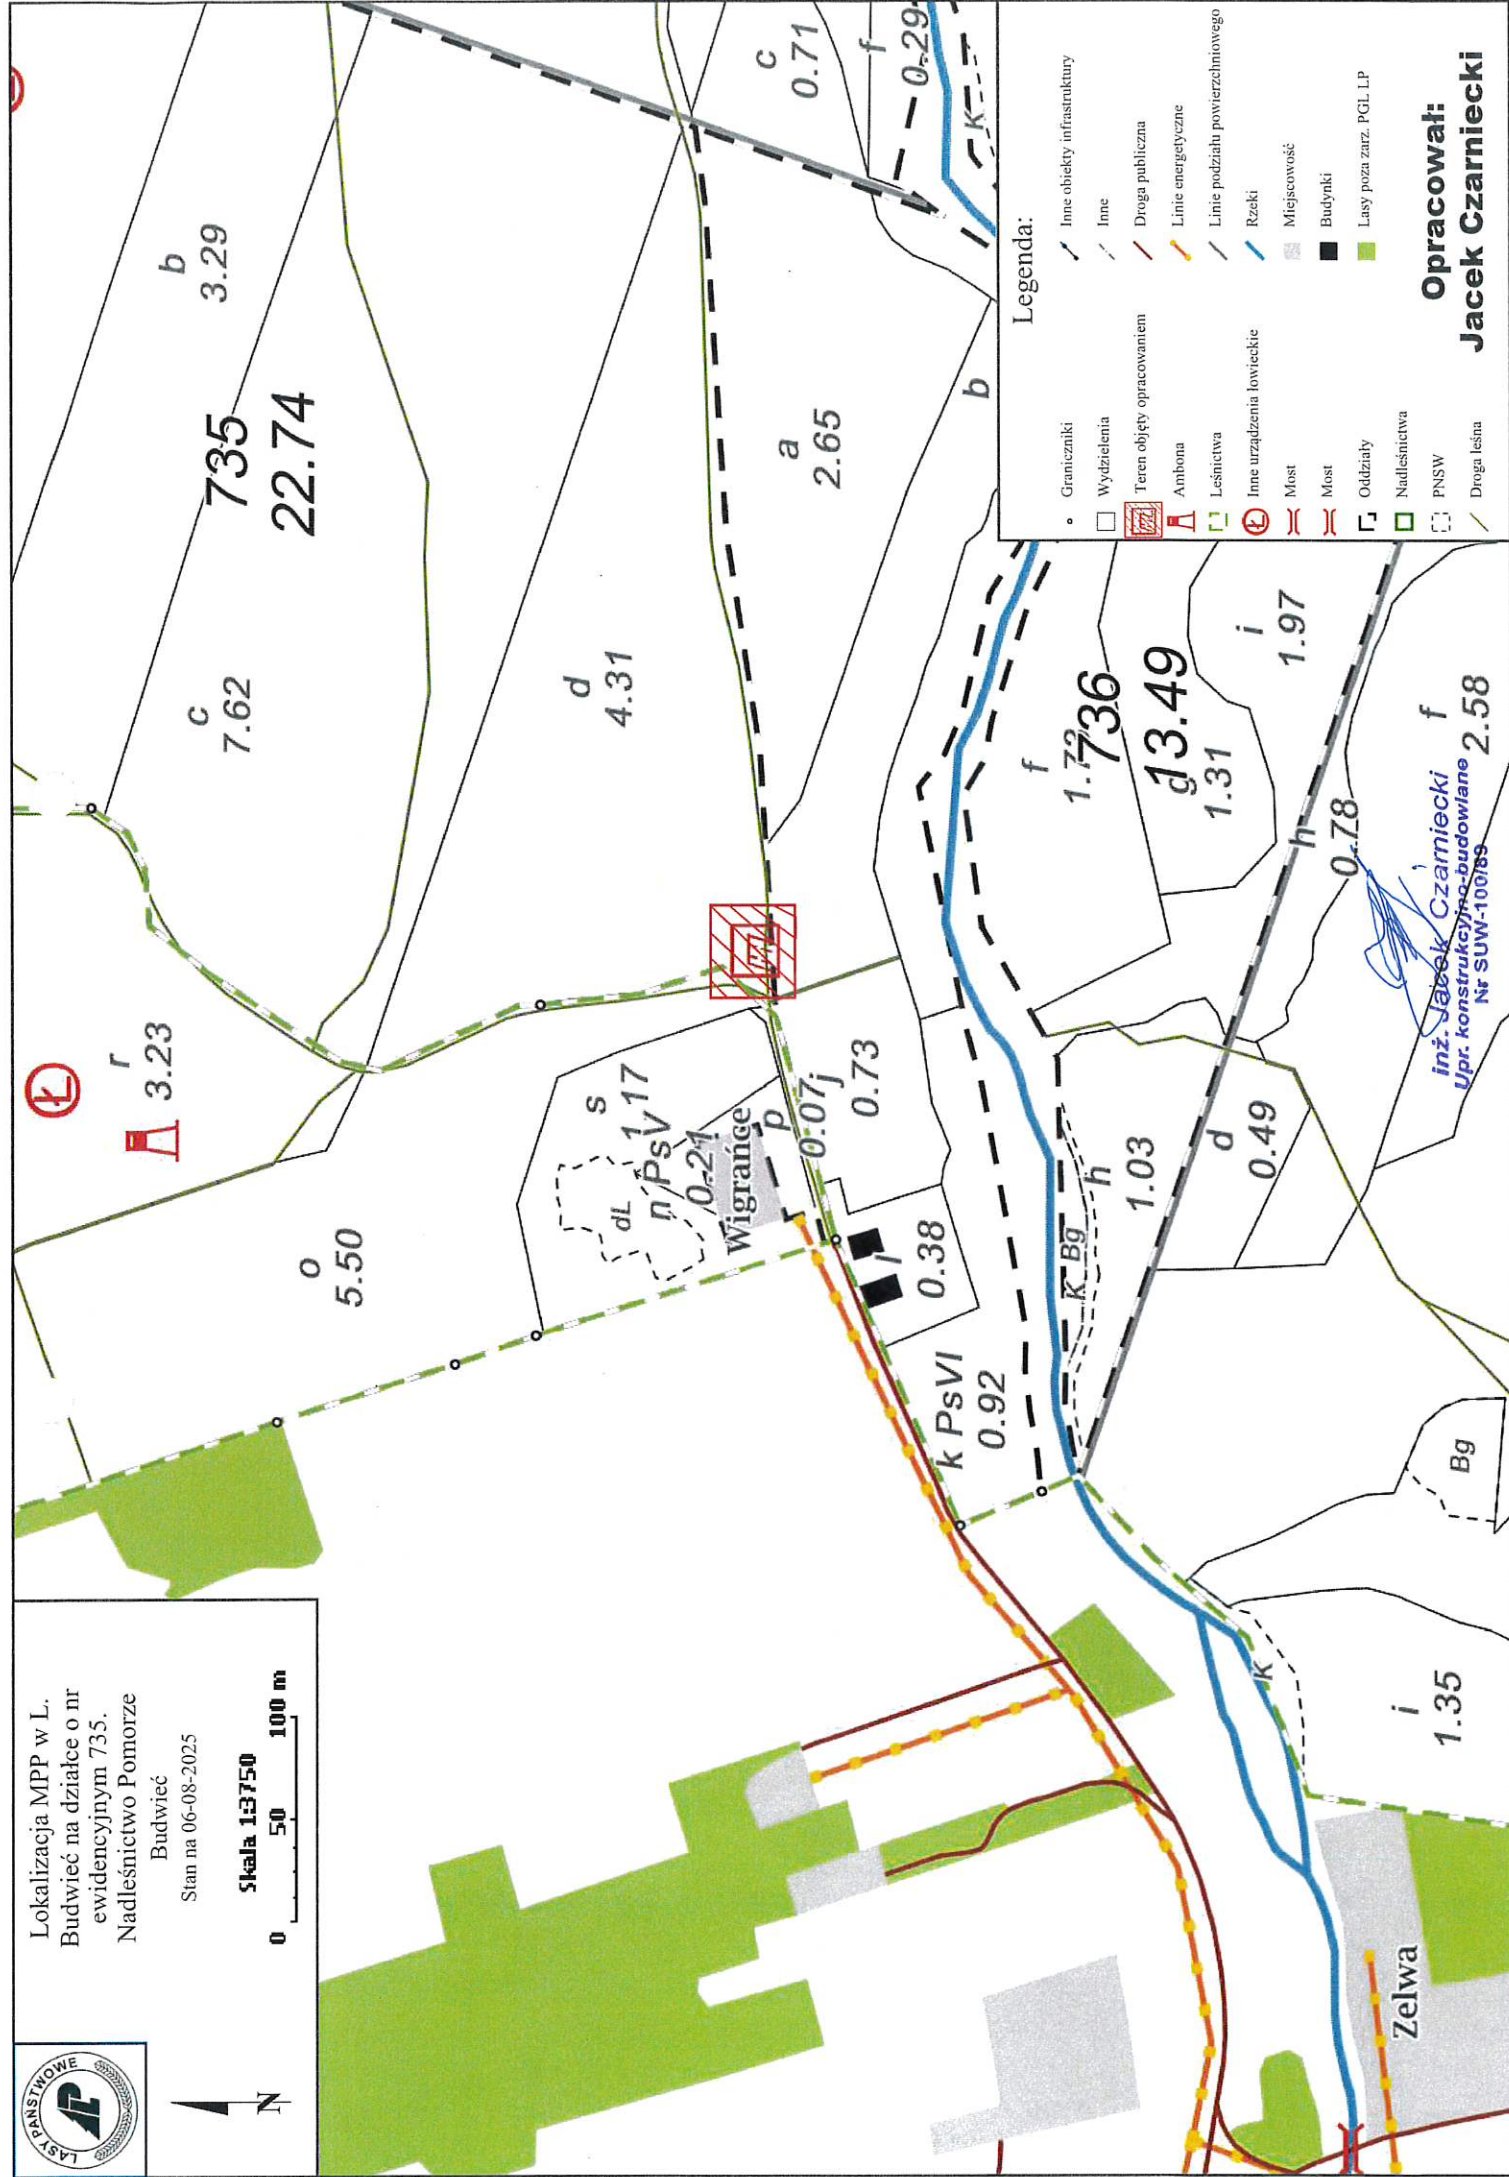 LASY PAŃSTWOWE
LP
N
Lokalizacja MPP w L.
Budwieć na działce o nr
ewidencyjnym 735.
Nadleśnictwo Pomorze
Budwieć
Stan na 06-08-2025
Skala 1:3750
0 50 100 m
Ł
r
3.23
o
5.50
c
7.62
b
3.29
735
22.74
d
4.31
a
2.65
b
c
0.71
f
0.29
K
s
1.17
dL
n PsV
0.21
Wigrańce
p
0.07
j
0.73
l
0.38
k PsVI
0.92
K Bg
h
1.03
d
0.49
f
1.73
736
13.49
g
1.31
i
1.97
h
0.78
f
2.58
Bg
k
i
1.35
Zelwa
inż. Jacek Czarniecki
Upr. konstrukcyjno-budowlane
Nr SUW-100/89
Legenda:
Graniczniki
Wydzielenia
Teren objęty opracowaniem
Ambona
Leśnictwa
Inne urządzenia łowieckie
Most
Most
Oddziały
Nadleśnictwa
PNSW
Droga leśna
Inne obiekty infrastruktury
Inne
Droga publiczna
Linie energetyczne
Linie podziału powierzchniowego
Rzeki
Miejscowość
Budynki
Lasy poza zarz. PGL LP
Opracował:
Jacek Czarniecki